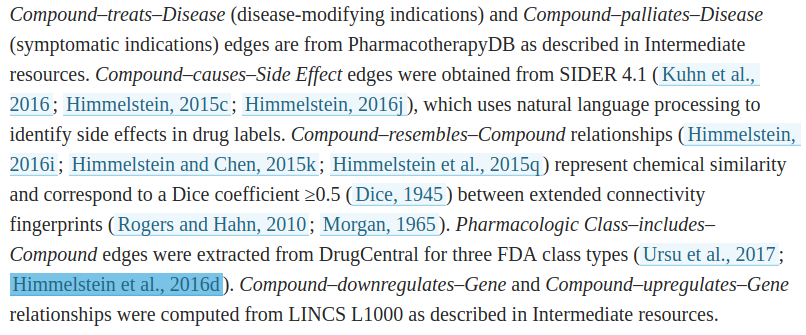 Compound–treats–Disease (disease-modifying indications) and Compound–palliates–Disease
(symptomatic indications) edges are from PharmacotherapyDB as described in Intermediate
resources. Compound–causes–Side Effect edges were obtained from SIDER 4.1 (Kuhn et al.,
2016; Himmelstein, 2015c; Himmelstein, 2016j), which uses natural language processing to
identify side effects in drug labels. Compound–resembles–Compound relationships (Himmelstein,
2016i; Himmelstein and Chen, 2015k; Himmelstein et al., 2015q) represent chemical similarity
and correspond to a Dice coefficient ≥0.5 (Dice, 1945) between extended connectivity
fingerprints (Rogers and Hahn, 2010; Morgan, 1965). Pharmacologic Class–includes–
Compound edges were extracted from DrugCentral for three FDA class types (Ursu et al., 2017;
Himmelstein et al., 2016d). Compound–downregulates–Gene and Compound–upregulates–Gene
relationships were computed from LINCS L1000 as described in Intermediate resources.